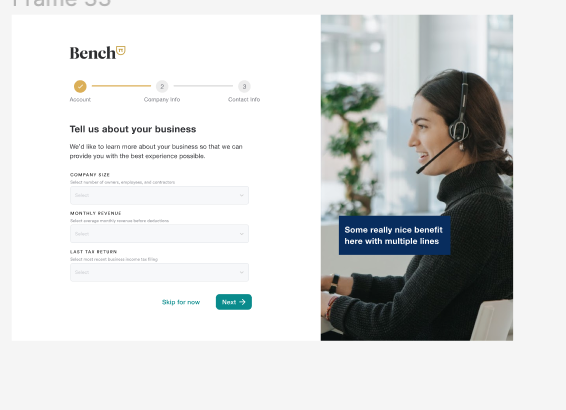 Frame 33
Bench
Account
2
Company Info
3
Contact Info
Tell us about your business
We'd like to learn more about your business so that we can
provide you with the best experience possible.
COMPANY SIZE
Select number of owners, employees, and contractors
Select
MONTHLY REVENUE
Select average monthly revenue before deductions
Select
LAST TAX RETURN
Select most recent business income tax filing
Select
Skip for now
Next →
Some really nice benefit
here with multiple lines